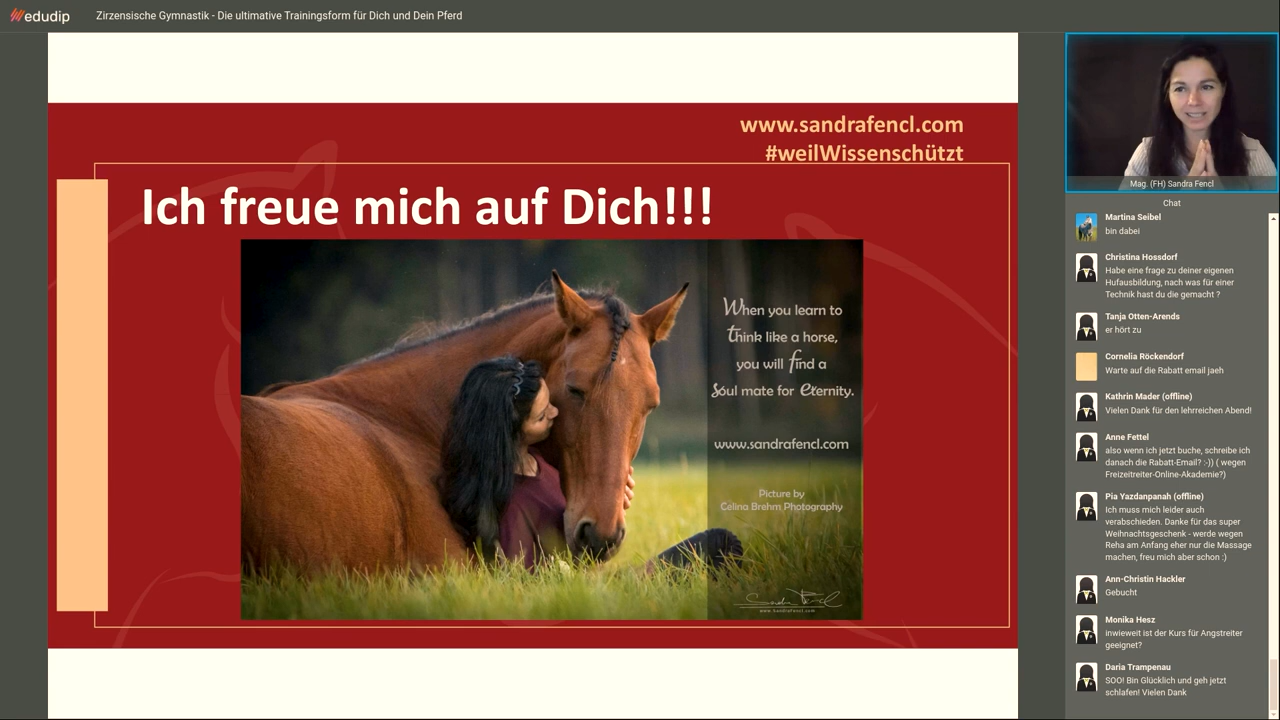 edudip
Zirzensische Gymnastik - Die ultimative Trainingsform für Dich und Dein Pferd
www.sandrafencl.com
#weilWissenschützt
Ich freue mich auf Dich!!!
When you learn to
think like a horse,
you will find a
soul mate for eternity.
www.sandrafencl.com
Picture by
Celina Brehm Photography
Sandra Fencl
www.sandrafencl.com
Mag. (FH) Sandra Fencl
Chat
Martina Seibel
bin dabei
Christina Hossdorf
Habe eine frage zu deiner eigenen
Hufausbildung, nach was für einer
Technik hast du die gemacht ?
Tanja Otten-Arends
er hört zu
Cornelia Röckendorf
Warte auf die Rabatt email jaeh
Kathrin Mader (offline)
Vielen Dank für den lehrreichen Abend!
Anne Fettel
also wenn ich jetzt buche, schreibe ich
danach die Rabatt-Email? :-)) ( wegen
Freizeitreiter-Online-Akademie?)
Pia Yazdanpanah (offline)
Ich muss mich leider auch
verabschieden. Danke für das super
Weihnachtsgeschenk - werde wegen
Reha am Anfang eher nur die Massage
machen, freu mich aber schon :)
Ann-Christin Hackler
Gebucht
Monika Hesz
inwieweit ist der Kurs für Angstreiter
geeignet?
Daria Trampenau
SOO! Bin Glücklich und geh jetzt
schlafen! Vielen Dank